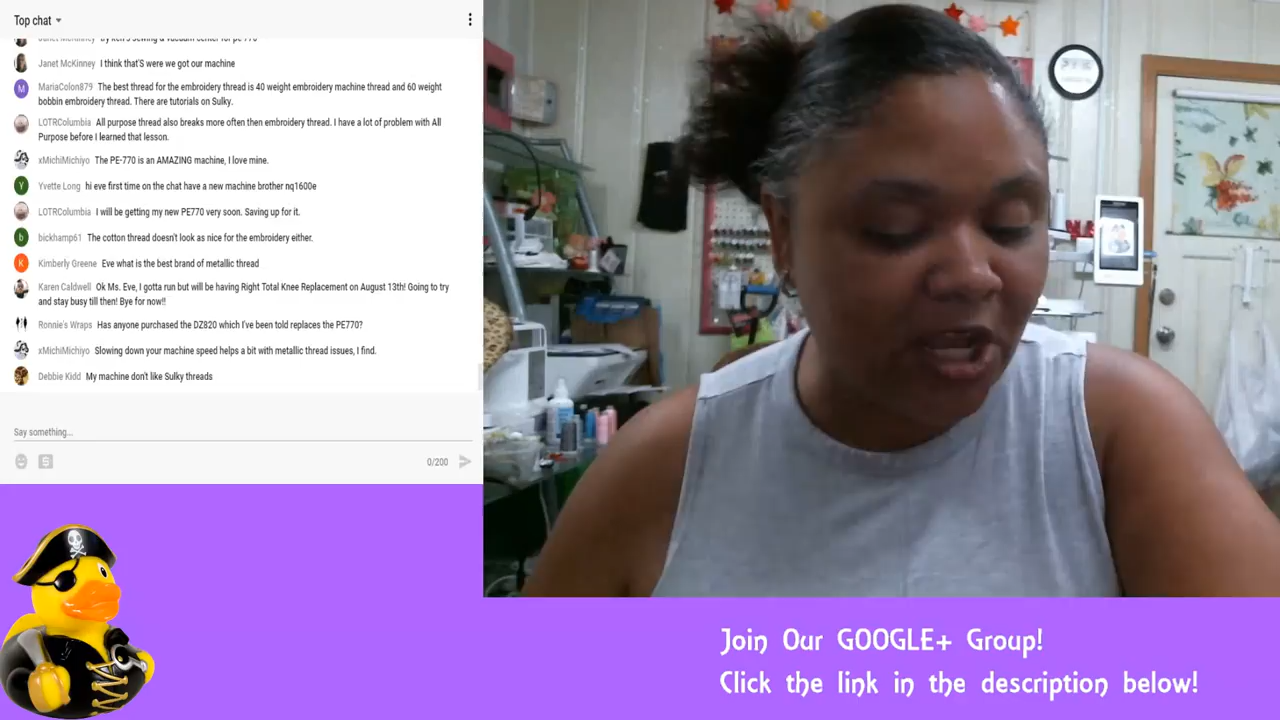 Top chat
Janet McKinney
Janet McKinney I think that'S were we got our machine
M MariaColon879 The best thread for the embroidery thread is 40 weight embroidery machine thread and 60 weight
bobbin embroidery thread. There are tutorials on Sulky.
LOTRColumbia All purpose thread also breaks more often then embroidery thread. I have a lot of problem with All
Purpose before I learned that lesson.
xMichiMichiyo The PE-770 is an AMAZING machine, I love mine.
Y Yvette Long hi eve first time on the chat have a new machine brother nq1600e
LOTRColumbia I will be getting my new PE770 very soon. Saving up for it.
b bickhamp61 The cotton thread doesn't look as nice for the embroidery either.
K Kimberly Greene Eve what is the best brand of metallic thread
Karen Caldwell Ok Ms. Eve, I gotta run but will be having Right Total Knee Replacement on August 13th! Going to try
and stay busy till then! Bye for now!!
Ronnie's Wraps Has anyone purchased the DZ820 which I've been told replaces the PE770?
xMichiMichiyo Slowing down your machine speed helps a bit with metallic thread issues, I find.
Debbie Kidd My machine don't like Sulky threads
Say something...
0/200
Join Our GOOGLE+ Group!
Click the link in the description below!